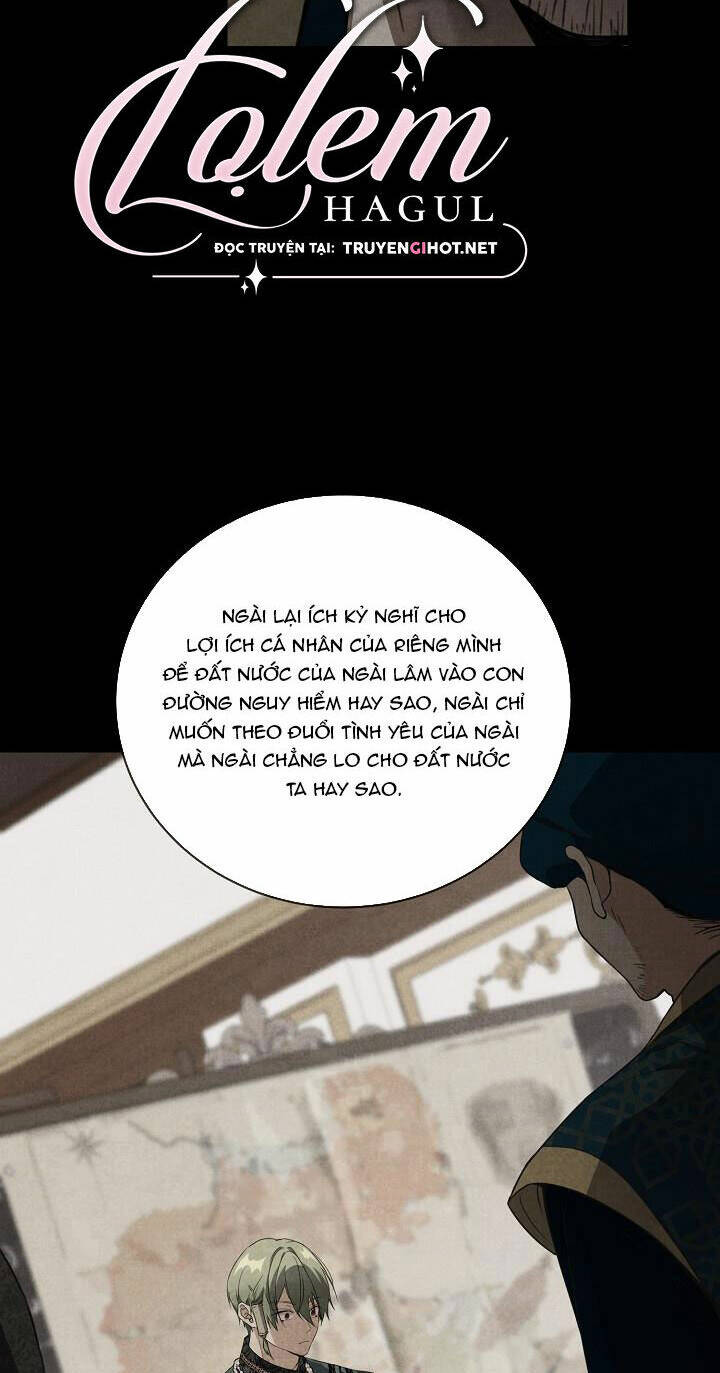 Lọlem
HAGUL
ĐỌC TRUYỆN TẠI: TRUYENGIHOT.NET
NGÀI LẠI ÍCH KỶ NGHĨ CHO
LỢI ÍCH CÁ NHÂN CỦA RIÊNG MÌNH
ĐỂ ĐẤT NƯỚC CỦA NGÀI LÂM VÀO CON
ĐƯỜNG NGUY HIỂM HAY SAO, NGÀI CHỈ
MUỐN THEO ĐUỔI TÌNH YÊU CỦA NGÀI
MÀ NGÀI CHẲNG LO CHO ĐẤT NƯỚC
TA HAY SAO.